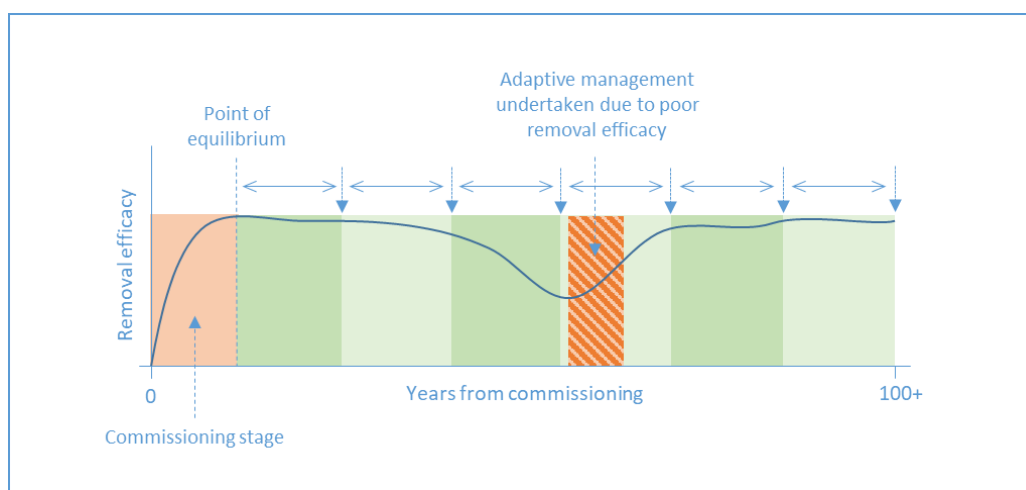 Adaptive management
undertaken due to poor
removal efficacy
Point of
equilibrium
Removal efficacy
0
Years from commissioning
100+
Commissioning stage